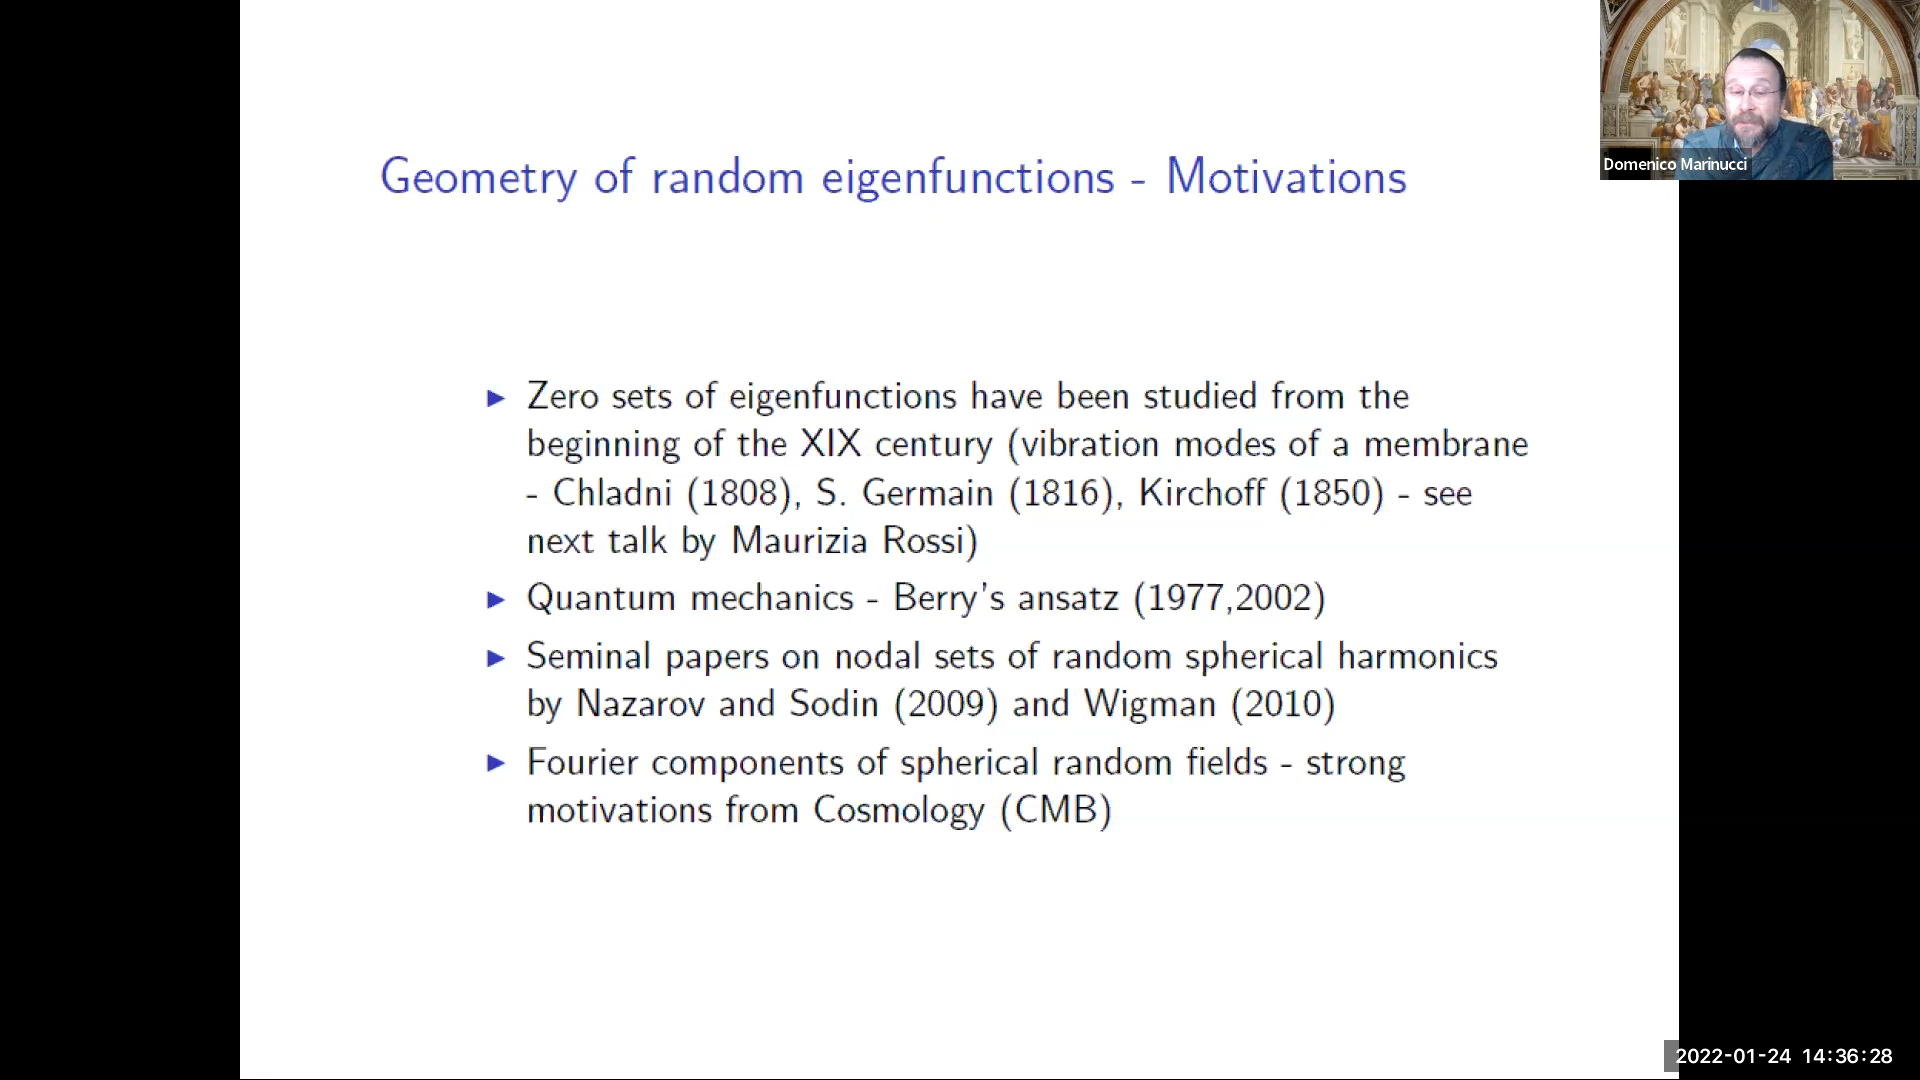 Geometry of random eigenfunctions - Motivations
Domenico Marinucci
▶ Zero sets of eigenfunctions have been studied from the
beginning of the XIX century (vibration modes of a membrane
- Chladni (1808), S. Germain (1816), Kirchoff (1850) - see
next talk by Maurizia Rossi)
▶ Quantum mechanics - Berry's ansatz (1977,2002)
▶ Seminal papers on nodal sets of random spherical harmonics
by Nazarov and Sodin (2009) and Wigman (2010)
▶ Fourier components of spherical random fields - strong
motivations from Cosmology (CMB)
2022-01-24 14:36:28